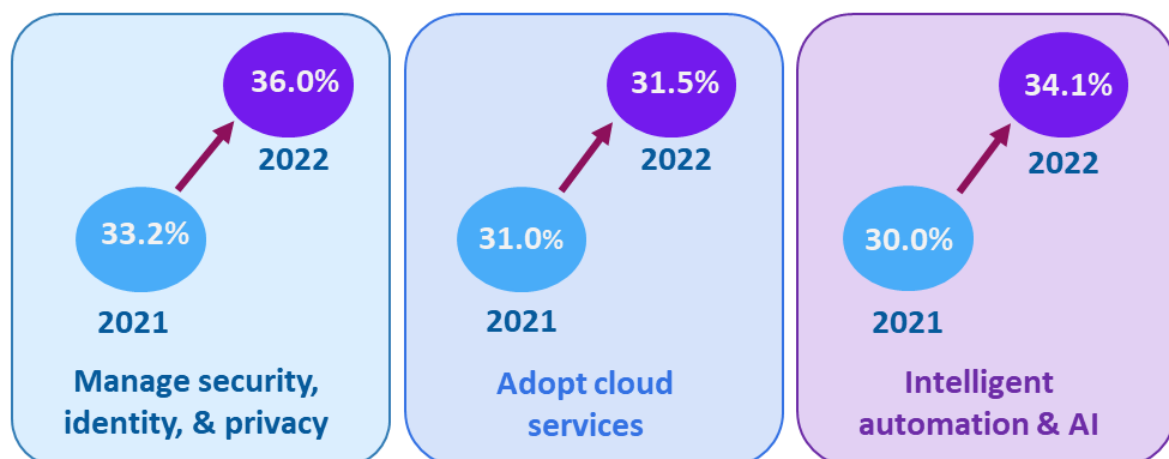 36.0%
2022
33.2%
2021
Manage security,
identity, & privacy
31.5%
2022
31.0%
2021
Adopt cloud
services
34.1%
2022
30.0%
2021
Intelligent
automation & AI